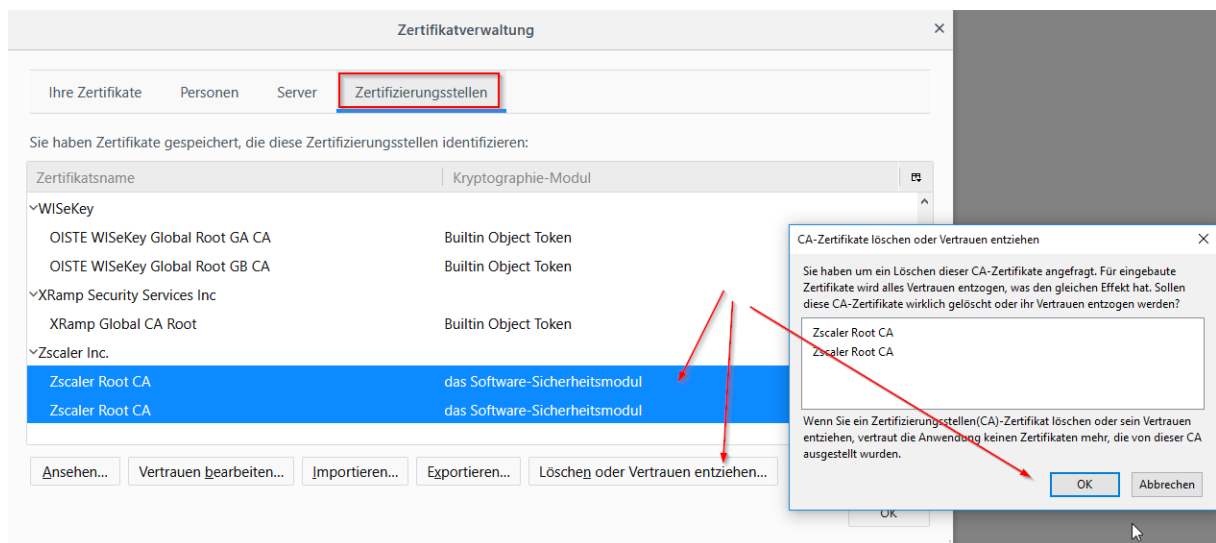 Zertifikatverwaltung
Ihre Zertifikate Personen Server Zertifizierungsstellen
Sie haben Zertifikate gespeichert, die diese Zertifizierungsstellen identifizieren:
Zertifikatsname Kryptographie-Modul
WISeKey
OISTE WISeKey Global Root GA CA Builtin Object Token
OISTE WISeKey Global Root GB CA Builtin Object Token
XRamp Security Services Inc
XRamp Global CA Root Builtin Object Token
Zscaler Inc.
Zscaler Root CA das Software-Sicherheitsmodul
Zscaler Root CA das Software-Sicherheitsmodul
Ansehen... Vertrauen bearbeiten... Importieren... Exportieren... Löschen oder Vertrauen entziehen...
OK
CA-Zertifikate löschen oder Vertrauen entziehen
Sie haben um ein Löschen dieser CA-Zertifikate angefragt. Für eingebaute
Zertifikate wird alles Vertrauen entzogen, was den gleichen Effekt hat. Sollen
diese CA-Zertifikate wirklich gelöscht oder ihr Vertrauen entzogen werden?
Zscaler Root CA
Zscaler Root CA
Wenn Sie ein Zertifizierungsstellen(CA)-Zertifikat löschen oder sein Vertrauen
entziehen, vertraut die Anwendung keinen Zertifikaten mehr, die von dieser CA
ausgestellt wurden.
OK Abbrechen